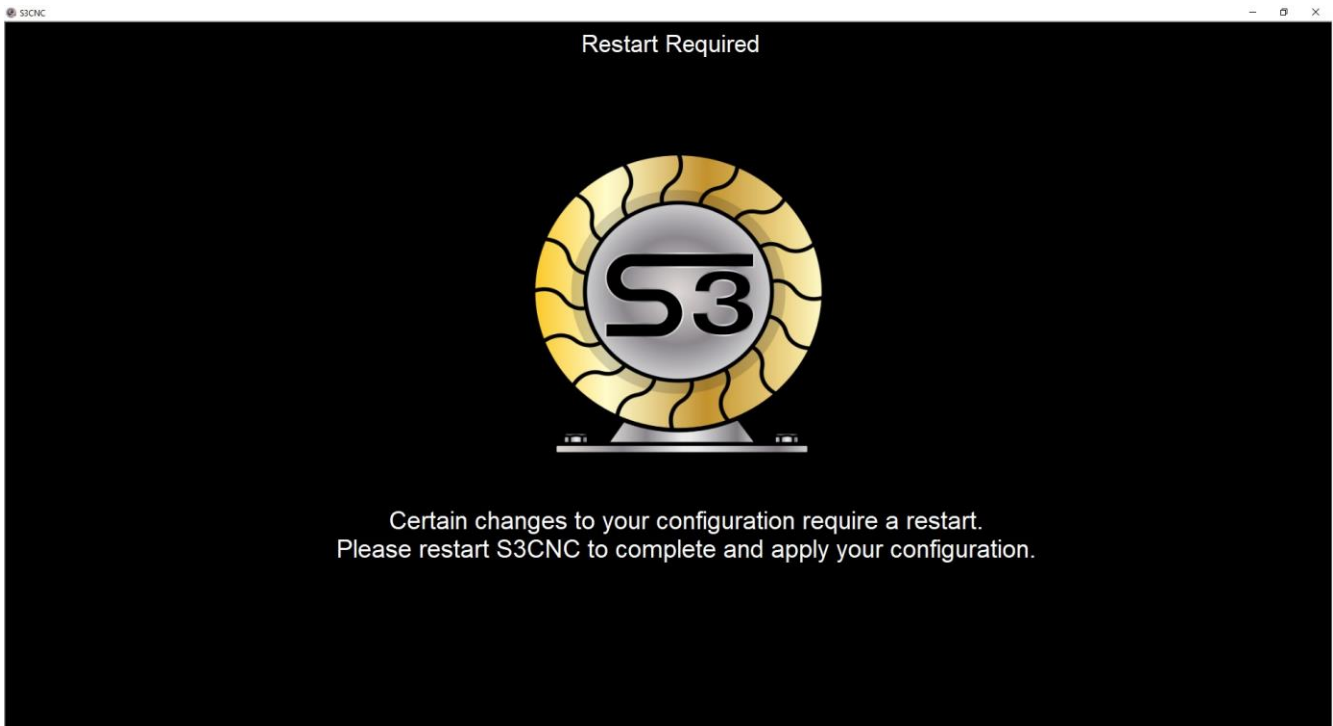 S3CNC
Restart Required
S3
Certain changes to your configuration require a restart.
Please restart S3CNC to complete and apply your configuration.